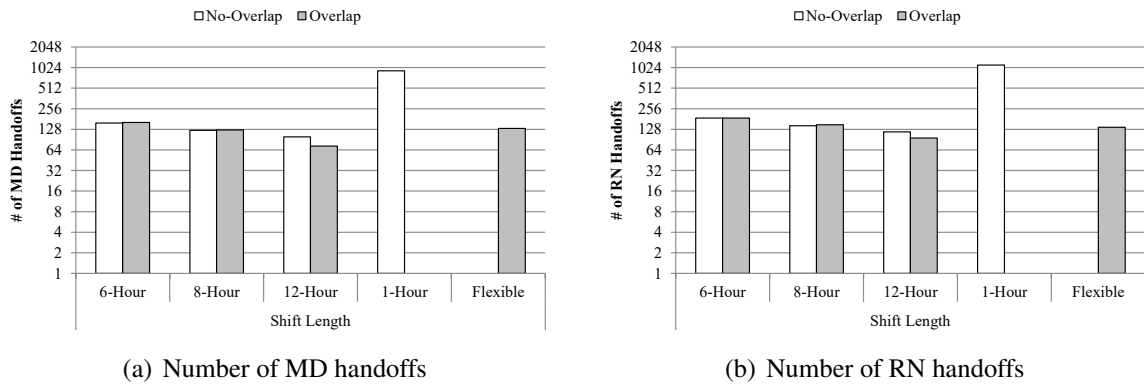 No-Overlap Overlap
2048
1024
512
256
128
64
32
16
8
4
2
1
# of MD Handoffs
6-Hour 8-Hour 12-Hour 1-Hour Flexible
Shift Length
(a) Number of MD handoffs
No-Overlap Overlap
2048
1024
512
256
128
64
32
16
8
4
2
1
# of RN Handoffs
6-Hour 8-Hour 12-Hour 1-Hour Flexible
Shift Length
(b) Number of RN handoffs